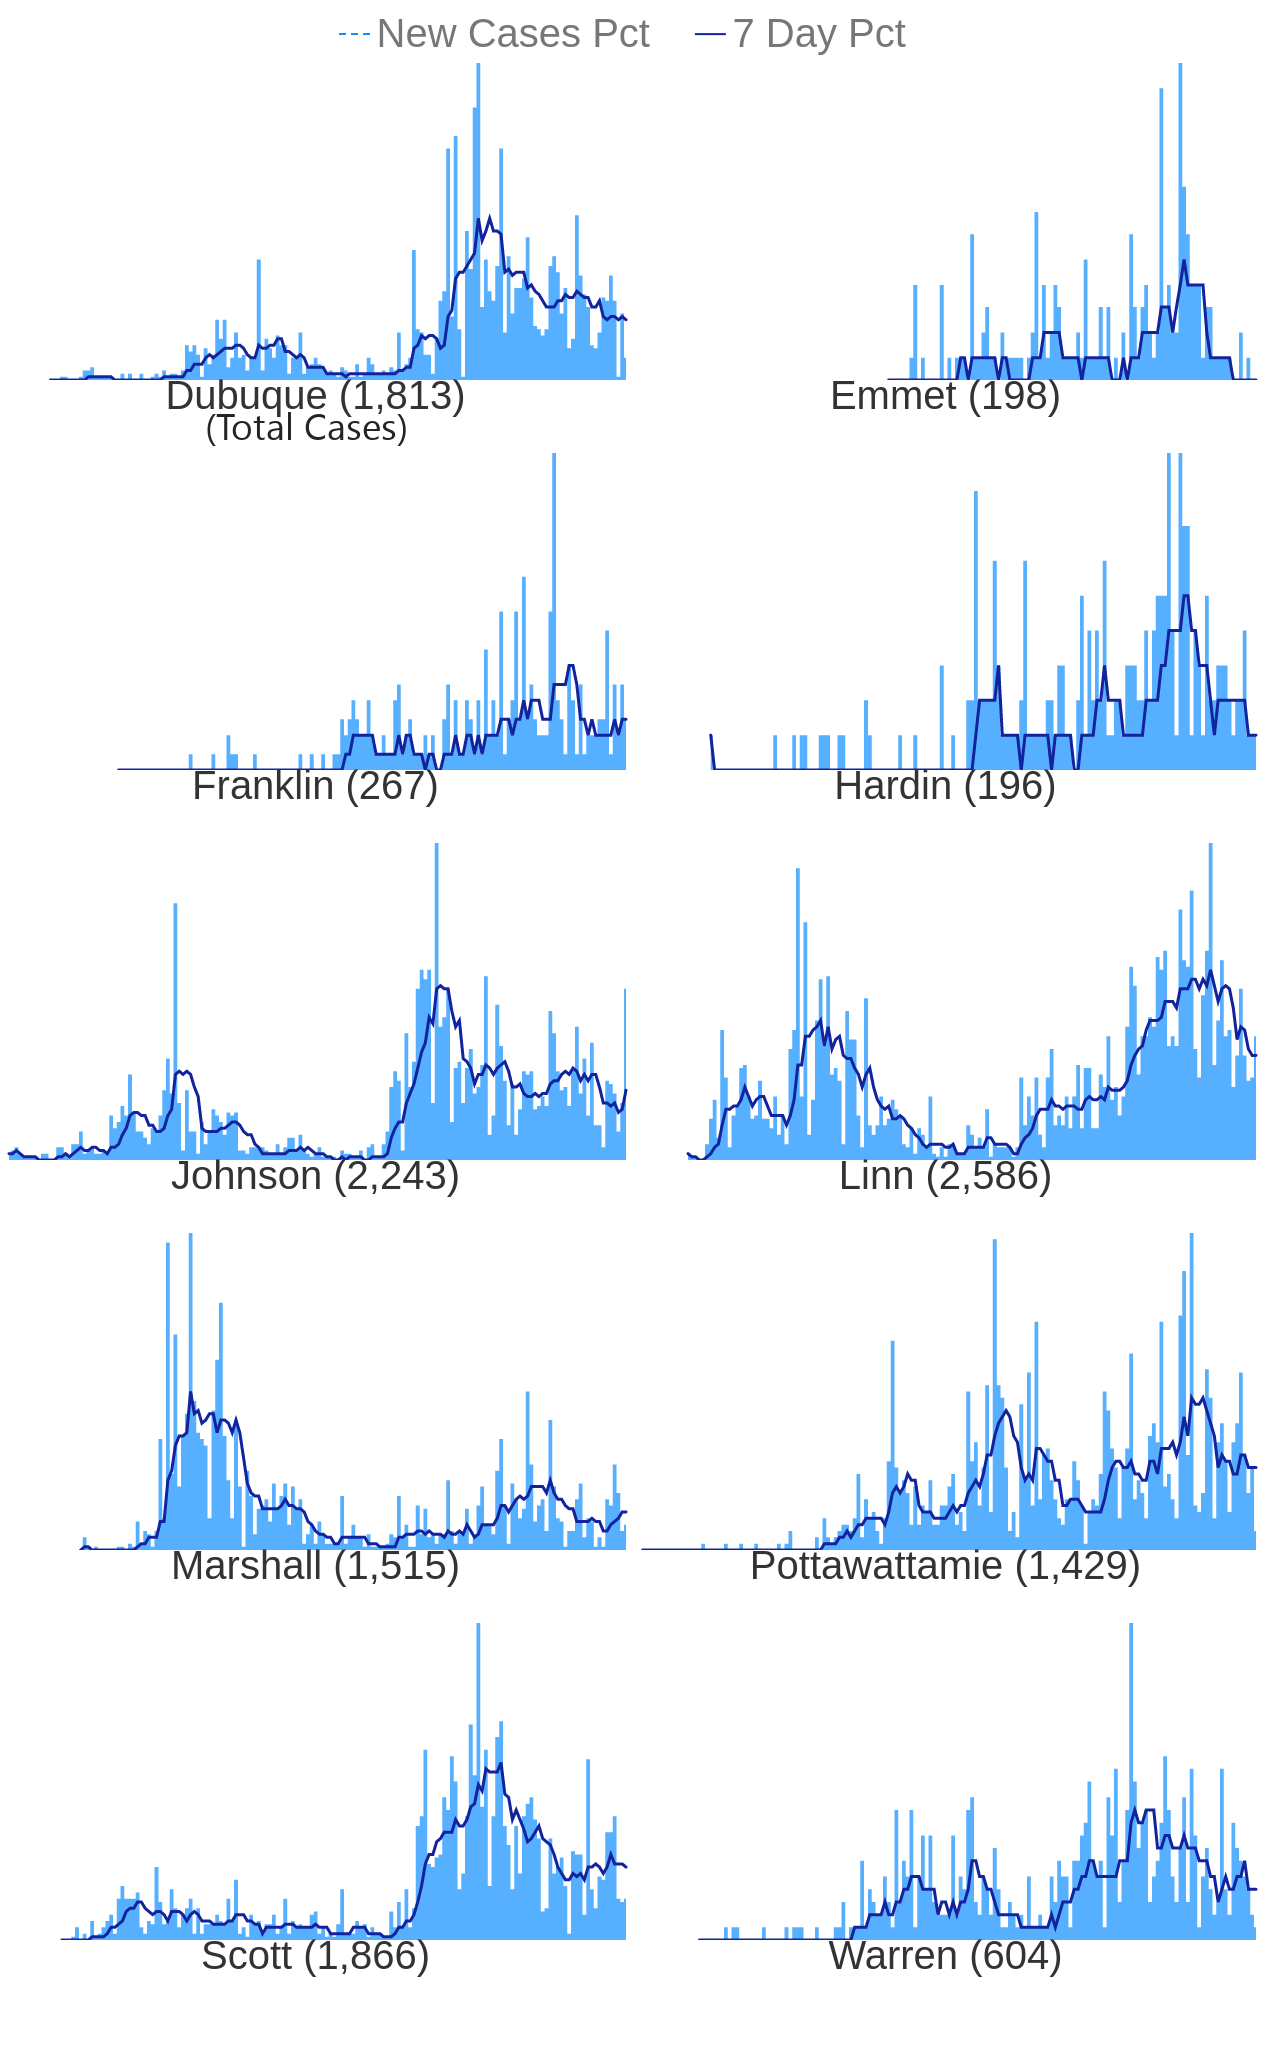 New Cases Pct 7 Day Pct
Dubuque (1,813) Emmet (198)
(Total Cases)
Franklin (267) Hardin (196)
Johnson (2,243) Linn (2,586)
Marshall (1,515) Pottawattamie (1,429)
Scott (1,866) Warren (604)